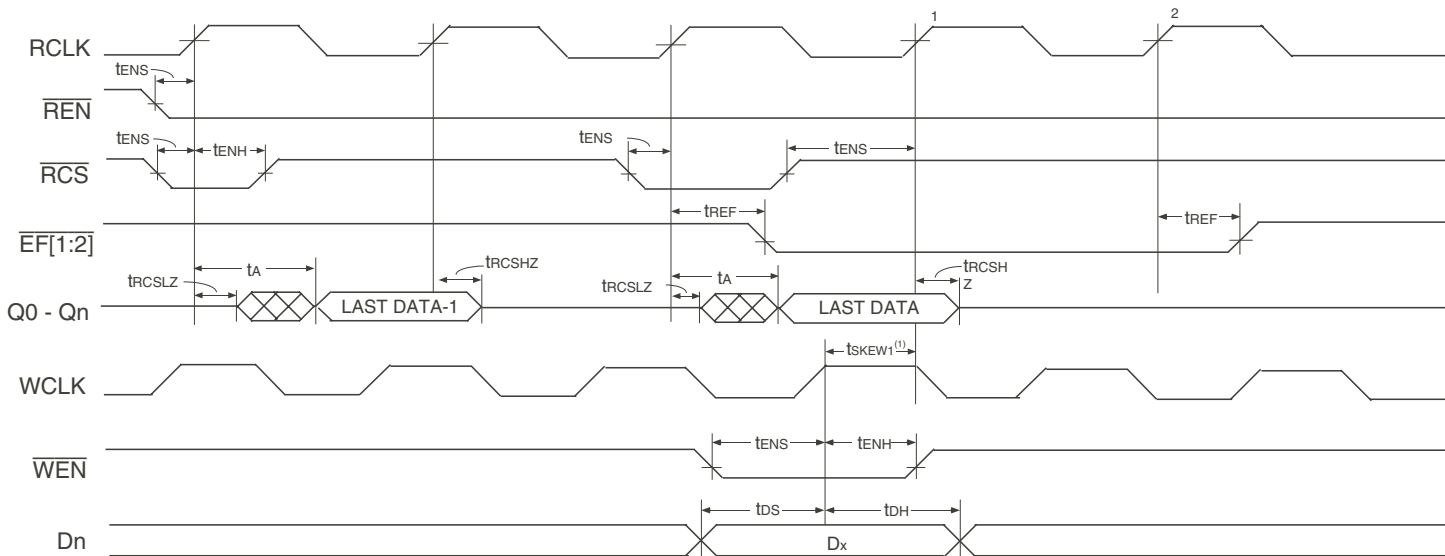 1 2
RCLK
tENS
REN
tENS tENH tENS tENS
RCS
tREF tREF
EF[1:2]
tRCSLZ tA tRCSHZ tRCSLZ tA tRCSH
Z
Q0 - Qn LAST DATA-1 LAST DATA
tSKEW1(1)
WCLK
tENS tENH
WEN
tDS tDH
Dn Dx